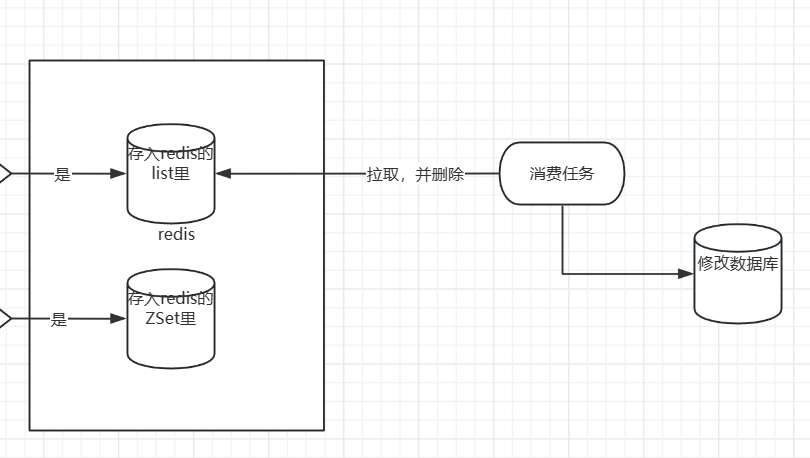 存入redis的
list里
是
拉取，并删除
消费任务
redis
修改数据库
存入redis的
ZSet里
是